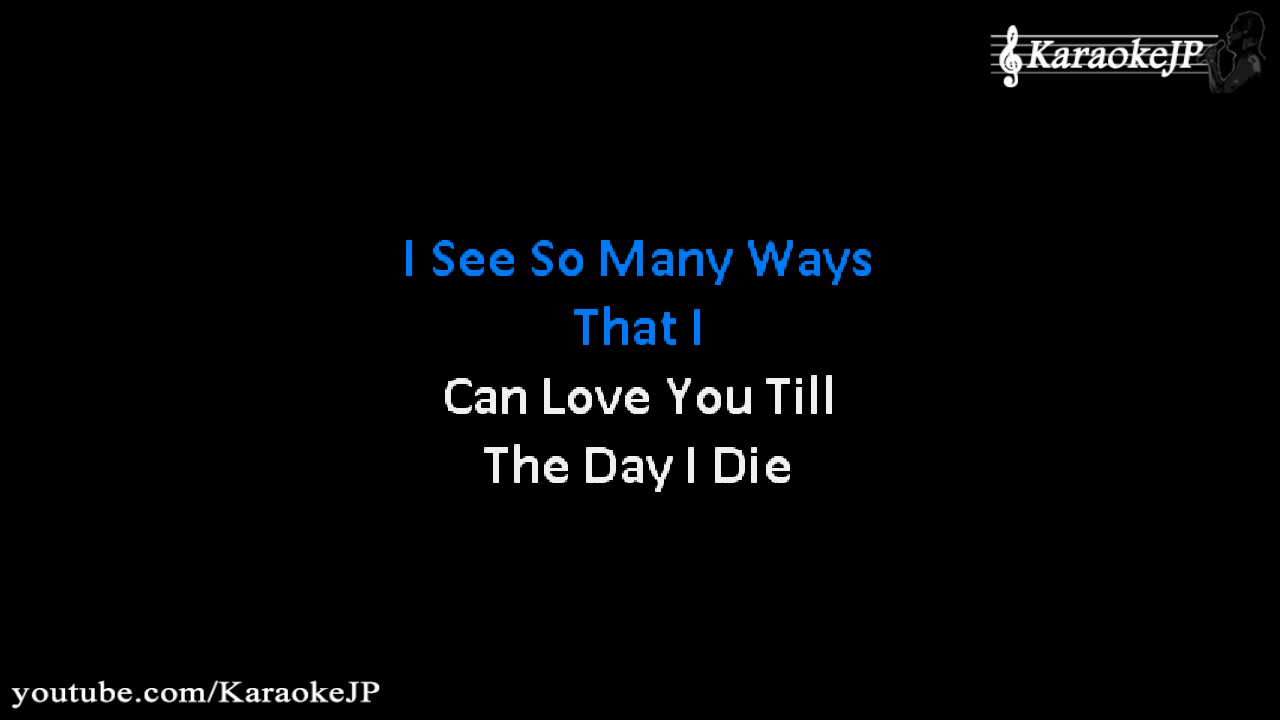 KaraokeJP
I See So Many Ways
That I
Can Love You Till
The Day I Die
youtube.com/KaraokeJP